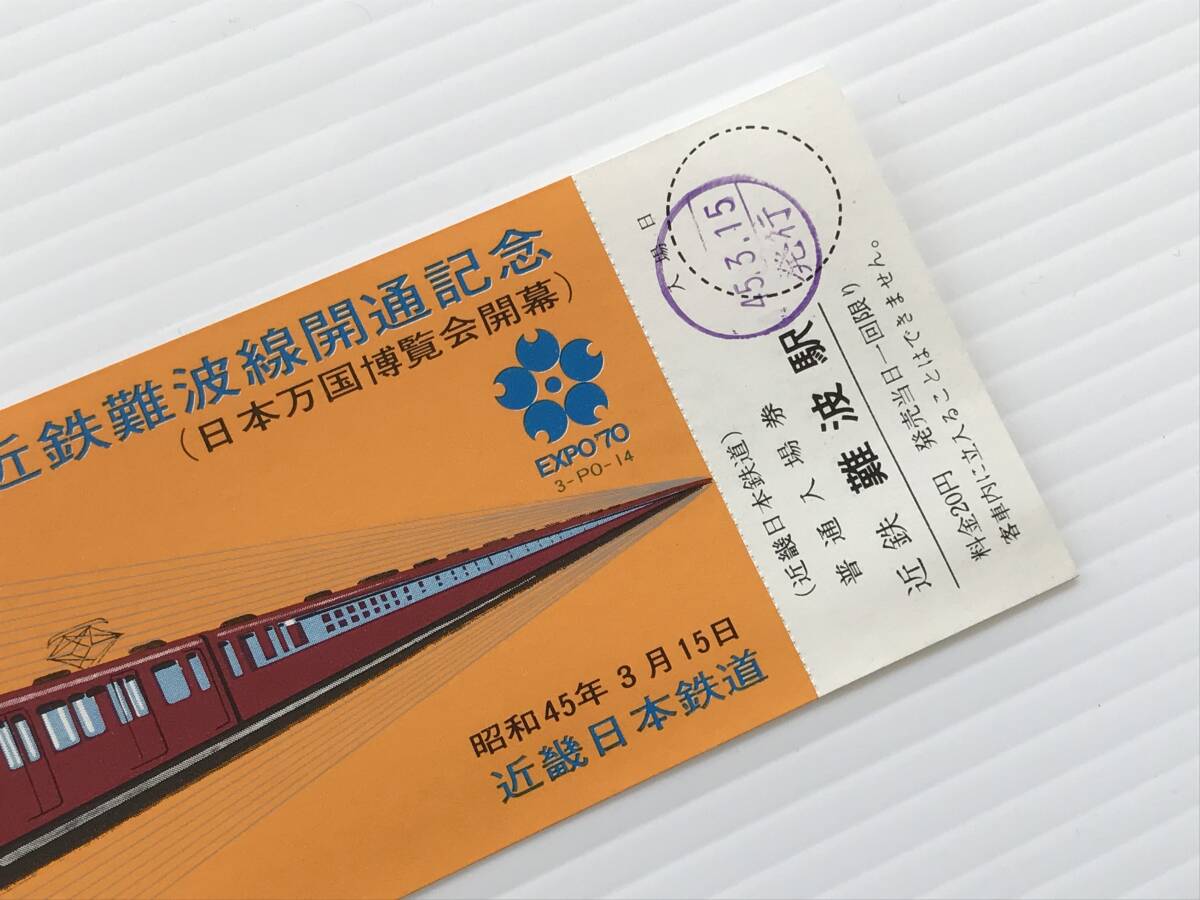 近鉄難波線開通記念
(日本万国博覧会開幕)
EXPO'70
3-PO-14
昭和45年3月15日
近畿日本鉄道
入場日
45.3.15
発行
(近畿日本鉄道)
普通入場券
近鉄 難波駅
料金20円 発売当日一回限り
客車内に立入ることはできません。